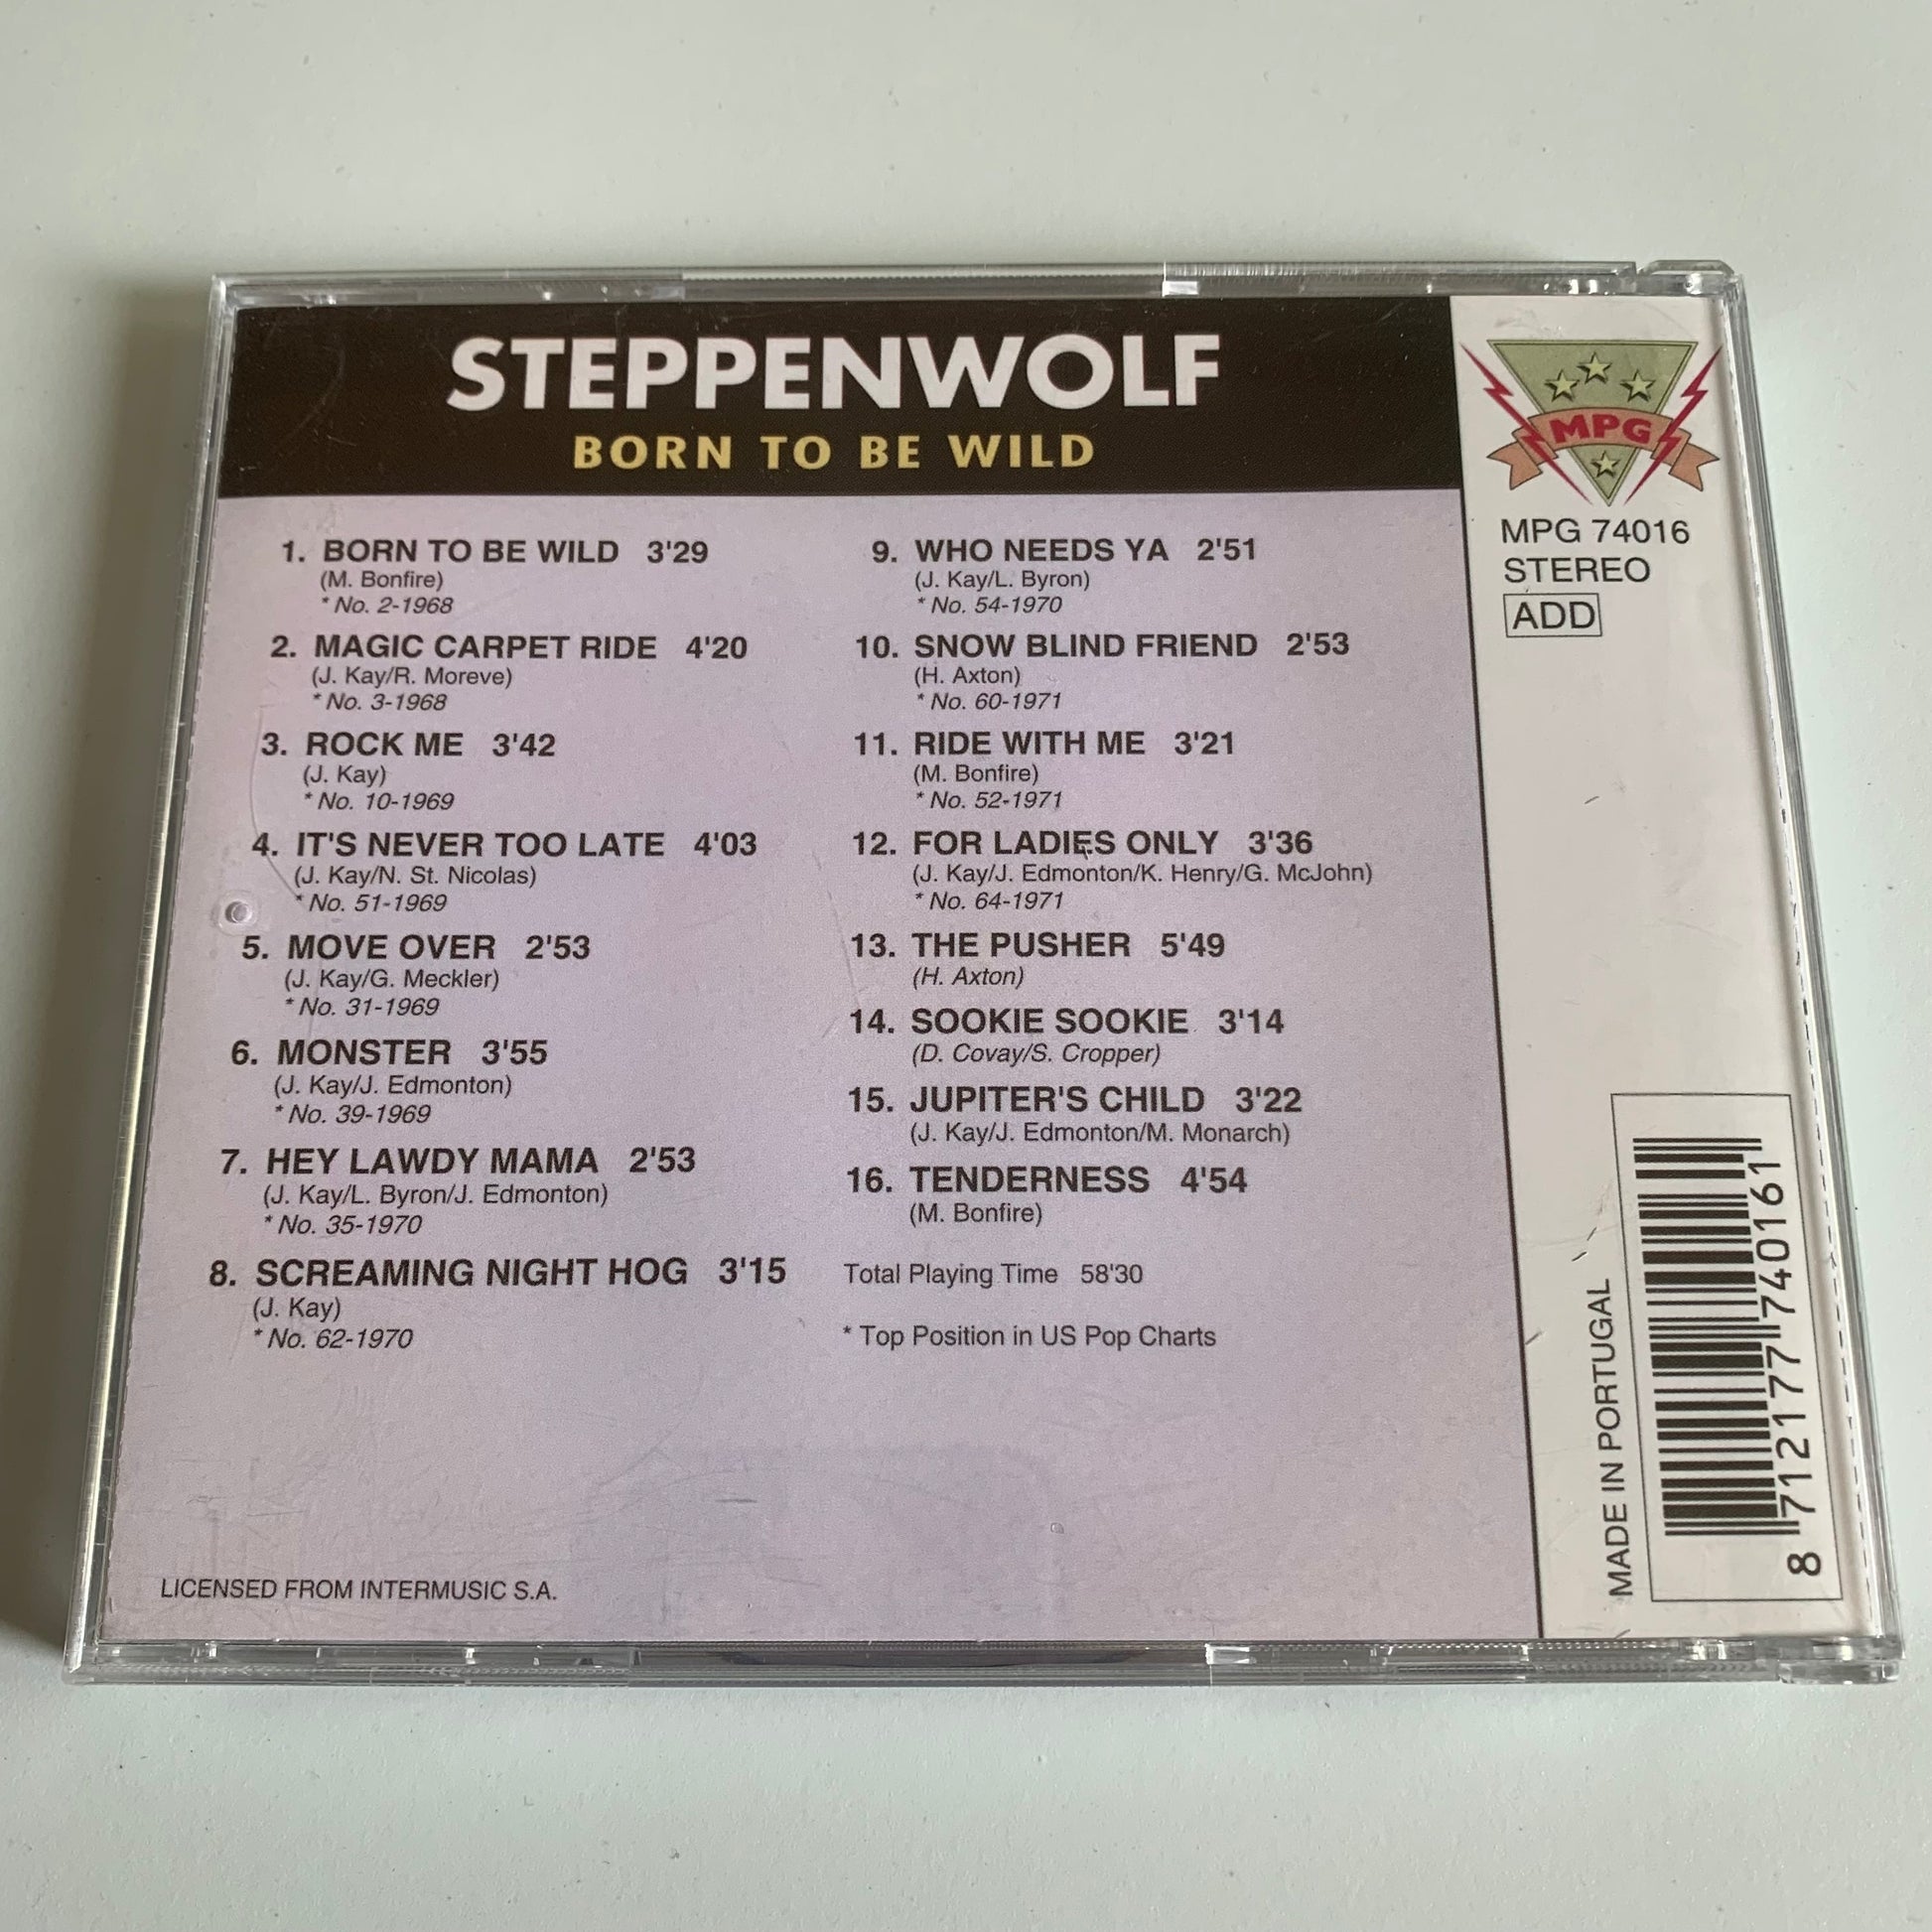 STEPPENWOLF
BORN TO BE WILD
1. BORN TO BE WILD 3'29
(M. Bonfire)
* No. 2-1968
2. MAGIC CARPET RIDE 4'20
(J. Kay/R. Moreve)
* No. 3-1968
3. ROCK ME 3'42
(J. Kay)
* No. 10-1969
4. IT'S NEVER TOO LATE 4'03
(J. Kay/N. St. Nicolas)
* No. 51-1969
5. MOVE OVER 2'53
(J. Kay/G. Meckler)
* No. 31-1969
6. MONSTER 3'55
(J. Kay/J. Edmonton)
* No. 39-1969
7. HEY LAWDY MAMA 2'53
(J. Kay/L. Byron/J. Edmonton)
* No. 35-1970
8. SCREAMING NIGHT HOG 3'15
(J. Kay)
* No. 62-1970
9. WHO NEEDS YA 2'51
(J. Kay/L. Byron)
* No. 54-1970
10. SNOW BLIND FRIEND 2'53
(H. Axton)
* No. 60-1971
11. RIDE WITH ME 3'21
(M. Bonfire)
* No. 52-1971
12. FOR LADIES ONLY 3'36
(J. Kay/J. Edmonton/K. Henry/G. McJohn)
* No. 64-1971
13. THE PUSHER 5'49
(H. Axton)
14. SOOKIE SOOKIE 3'14
(D. Covay/S. Cropper)
15. JUPITER'S CHILD 3'22
(J. Kay/J. Edmonton/M. Monarch)
16. TENDERNESS 4'54
(M. Bonfire)
Total Playing Time 58'30
* Top Position in US Pop Charts
LICENSED FROM INTERMUSIC S.A.
MPG
MPG 74016
STEREO
ADD
MADE IN PORTUGAL
8 712177 740161